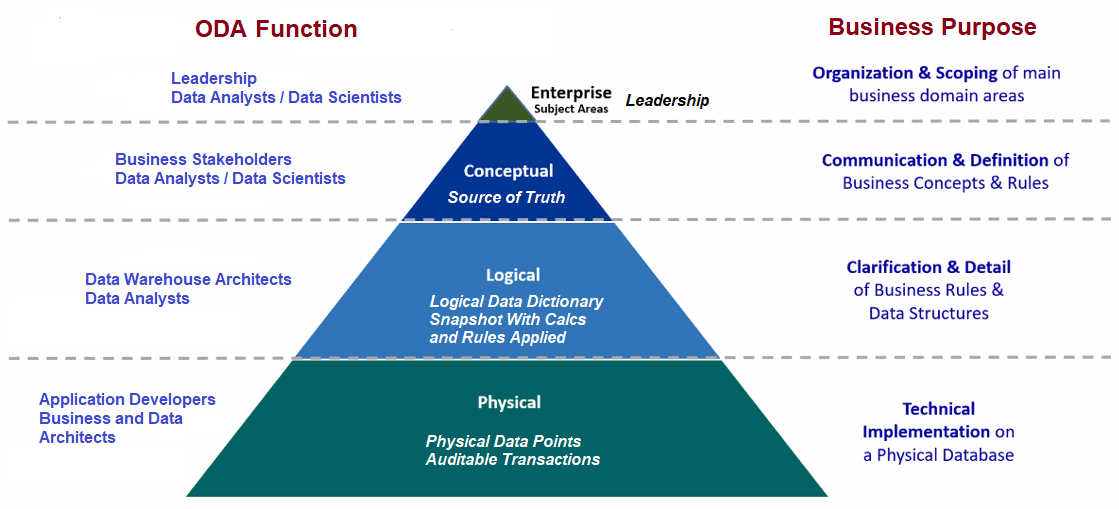 ODA Function
Business Purpose
Leadership
Data Analysts / Data Scientists
Enterprise
Subject Areas
Leadership
Organization & Scoping of main
business domain areas
Business Stakeholders
Data Analysts / Data Scientists
Conceptual
Source of Truth
Communication & Definition of
Business Concepts & Rules
Data Warehouse Architects
Data Analysts
Logical
Logical Data Dictionary
Snapshot With Calcs
and Rules Applied
Clarification & Detail
of Business Rules &
Data Structures
Application Developers
Business and Data
Architects
Physical
Physical Data Points
Auditable Transactions
Technical
Implementation on
a Physical Database